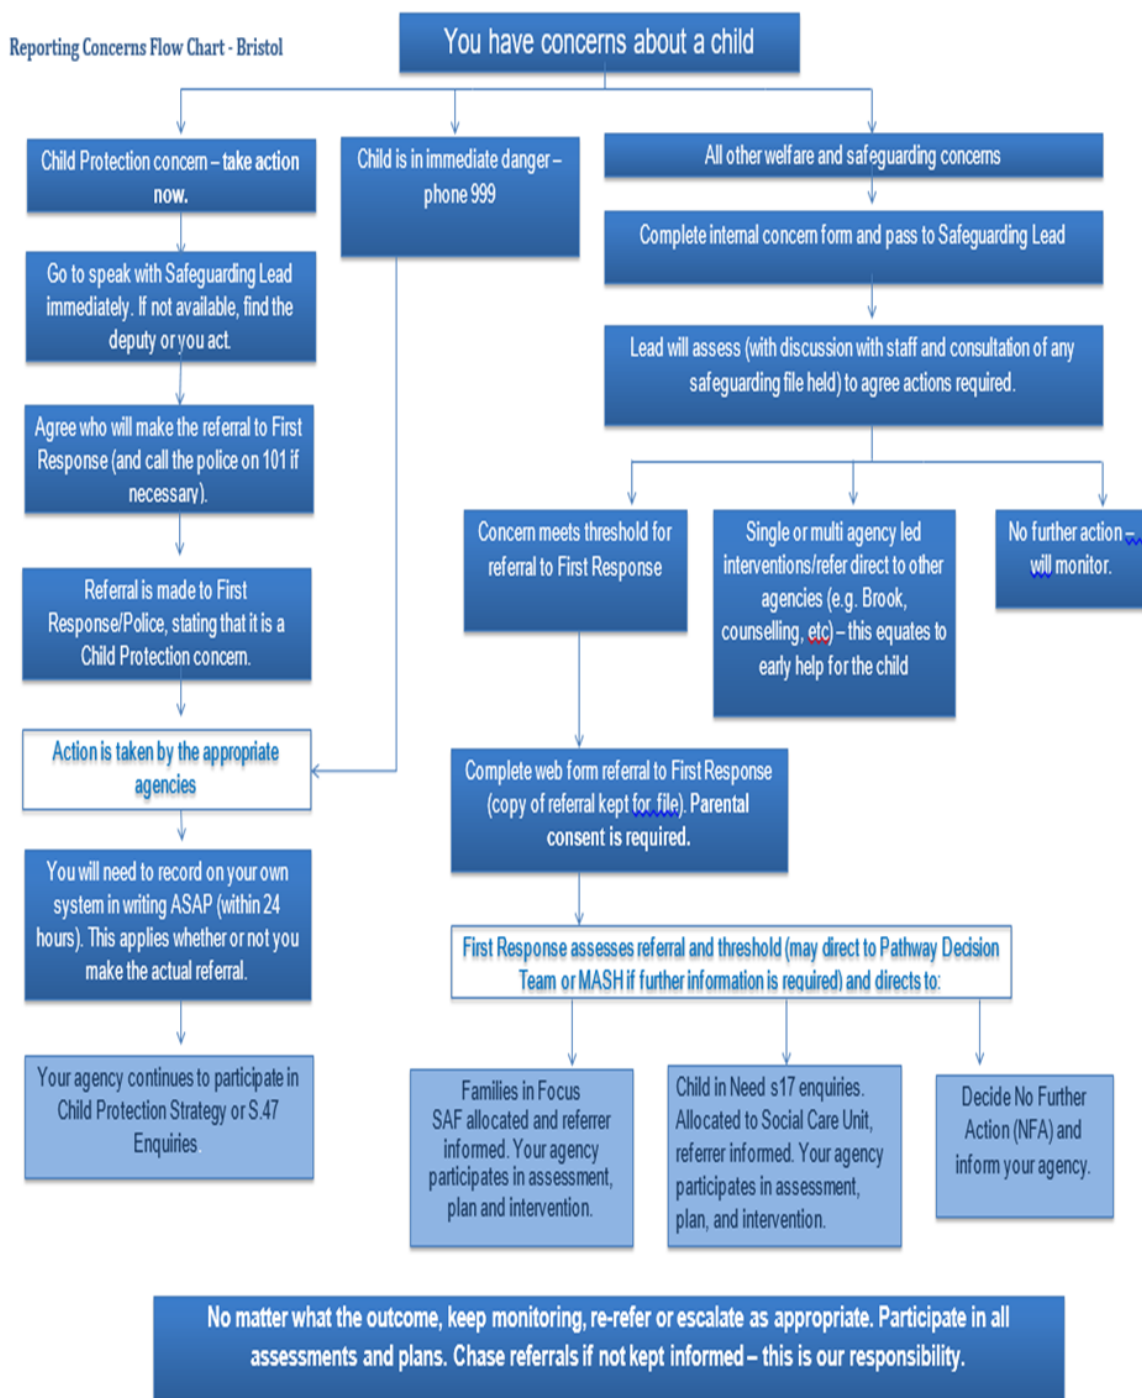 Reporting Concerns Flow Chart - Bristol
You have concerns about a child
Child Protection concern – take action
now.
Go to speak with Safeguarding Lead
immediately. If not available, find the
deputy or you act.
Agree who will make the referral to First
Response (and call the police on 101 if
necessary).
Referral is made to First
Response/Police, stating that it is a
Child Protection concern.
Action is taken by the appropriate
agencies
You will need to record on your own
system in writing ASAP (within 24
hours). This applies whether or not you
make the actual referral.
Your agency continues to participate in
Child Protection Strategy or S.47
Enquiries.
Child is in immediate danger –
phone 999
All other welfare and safeguarding concerns
Complete internal concern form and pass to Safeguarding Lead
Lead will assess (with discussion with staff and consultation of any
safeguarding file held) to agree actions required.
Concern meets threshold for
referral to First Response
Single or multi agency led
interventions/refer direct to other
agencies (e.g. Brook,
counselling, etc) – this equates to
early help for the child
No further action –
will monitor.
Complete web form referral to First Response
(copy of referral kept for file). Parental
consent is required.
First Response assesses referral and threshold (may direct to Pathway Decision
Team or MASH if further information is required) and directs to:
Families in Focus
SAF allocated and referrer
informed. Your agency
participates in assessment,
plan and intervention.
Child in Need s17 enquiries.
Allocated to Social Care Unit,
referrer informed. Your agency
participates in assessment,
plan, and intervention.
Decide No Further
Action (NFA) and
inform your agency.
No matter what the outcome, keep monitoring, re-refer or escalate as appropriate. Participate in all
assessments and plans. Chase referrals if not kept informed – this is our responsibility.